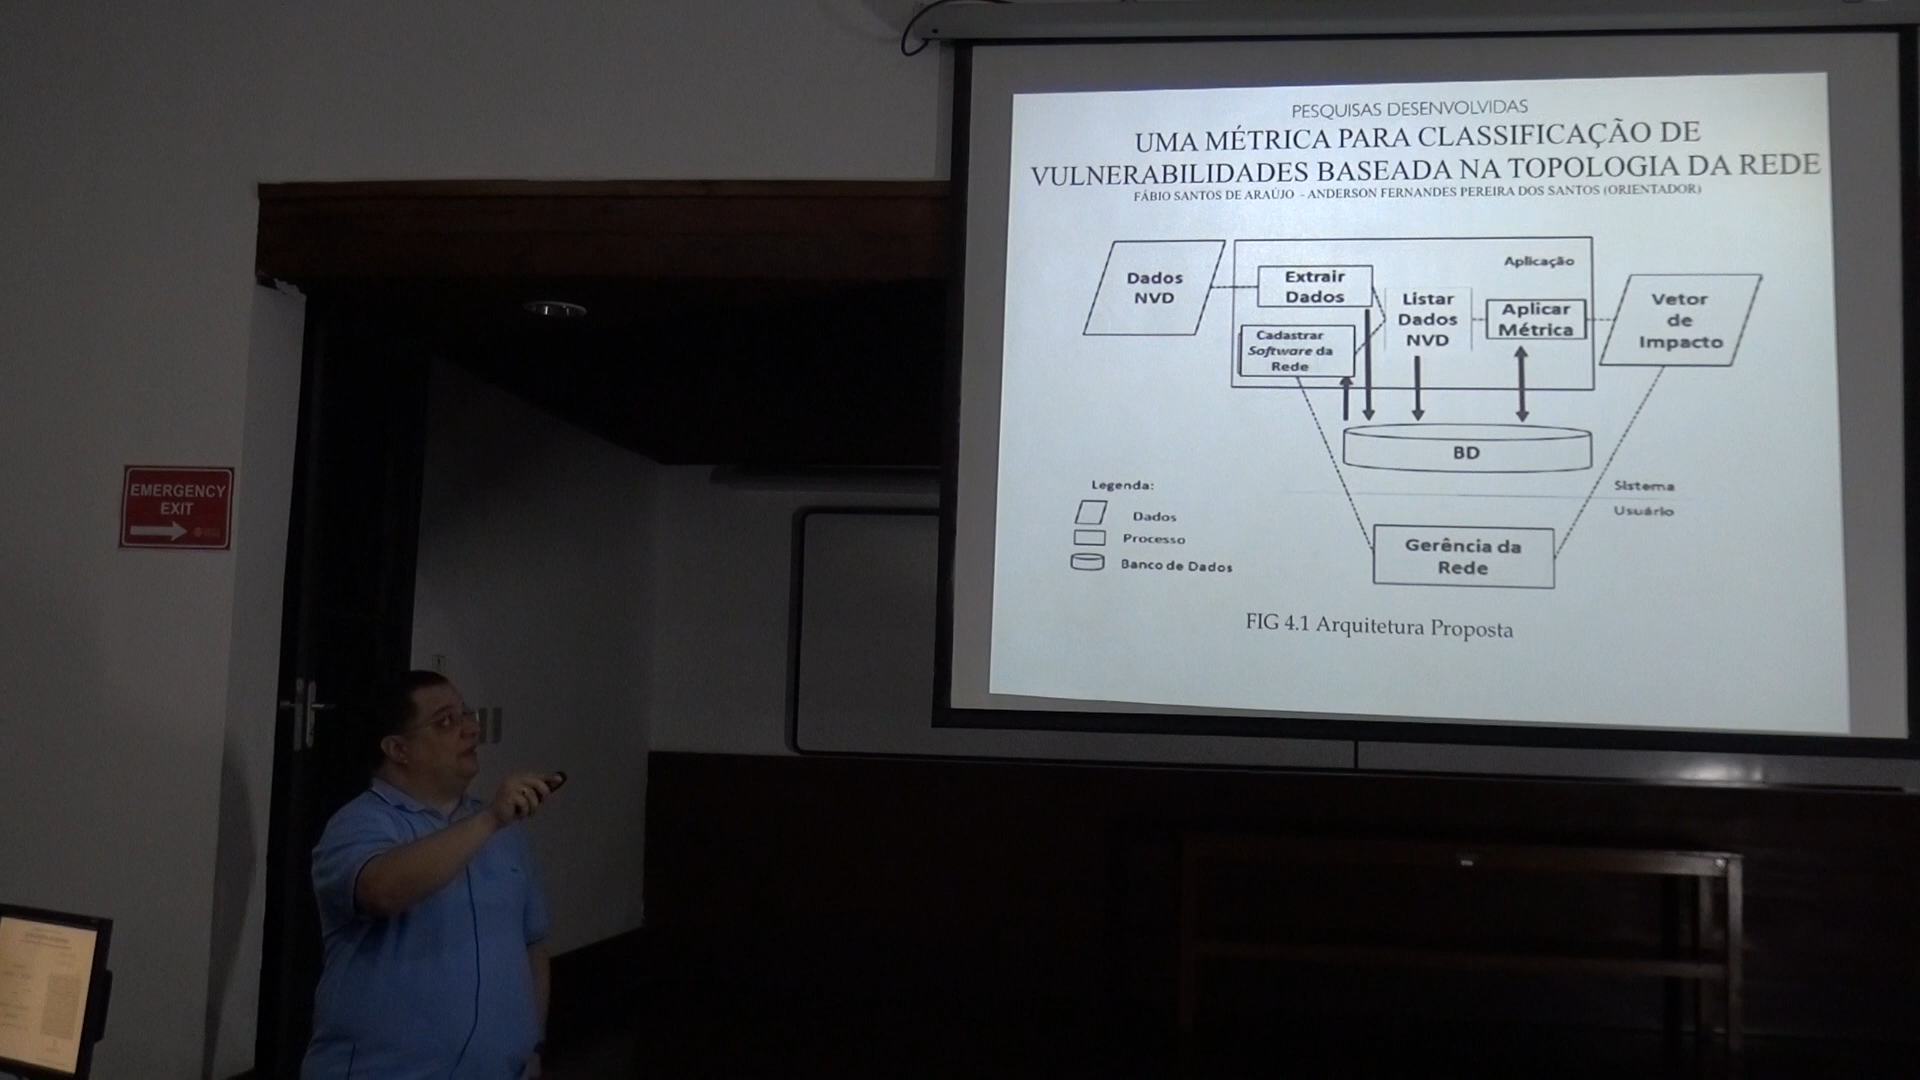 PESQUISAS DESENVOLVIDAS
UMA MÉTRICA PARA CLASSIFICAÇÃO DE
VULNERABILIDADES BASEADA NA TOPOLOGIA DA REDE
FÁBIO SANTOS DE ARAÚJO - ANDERSON FERNANDES PEREIRA DOS SANTOS (ORIENTADOR)
Dados
NVD
Extrair
Dados
Cadastrar
Software da
Rede
Listar
Dados
NVD
Aplicação
Aplicar
Métrica
Vetor
de
Impacto
BD
Sistema
Usuário
Gerência da
Rede
Legenda:
Dados
Processo
Banco de Dados
FIG 4.1 Arquitetura Proposta
EMERGENCY
EXIT